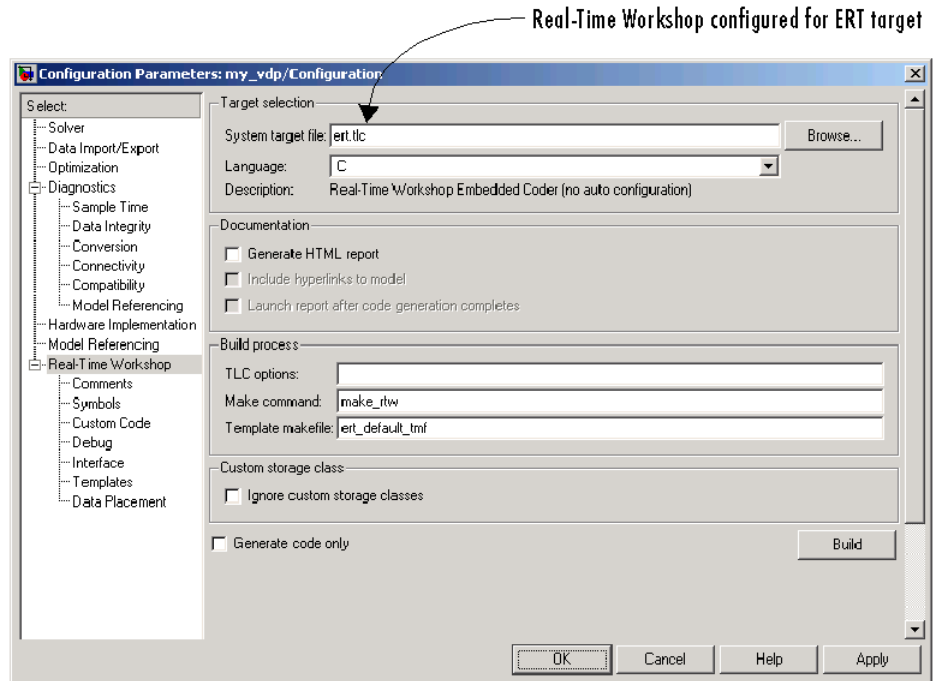 Real-Time Workshop configured for ERT target
Configuration Parameters: my_vdp/Configuration
Select:
Solver
Data Import/Export
Optimization
Diagnostics
Sample Time
Data Integrity
Conversion
Connectivity
Compatibility
Model Referencing
Hardware Implementation
Model Referencing
Real-Time Workshop
Comments
Symbols
Custom Code
Debug
Interface
Templates
Data Placement
Target selection
System target file: ert.tlc Browse...
Language: C
Description: Real-Time Workshop Embedded Coder (no auto configuration)
Documentation
Generate HTML report
Include hyperlinks to model
Launch report after code generation completes
Build process
TLC options:
Make command: make_rtw
Template makefile: ert_default_tmf
Custom storage class
Ignore custom storage classes
Generate code only Build
OK Cancel Help Apply